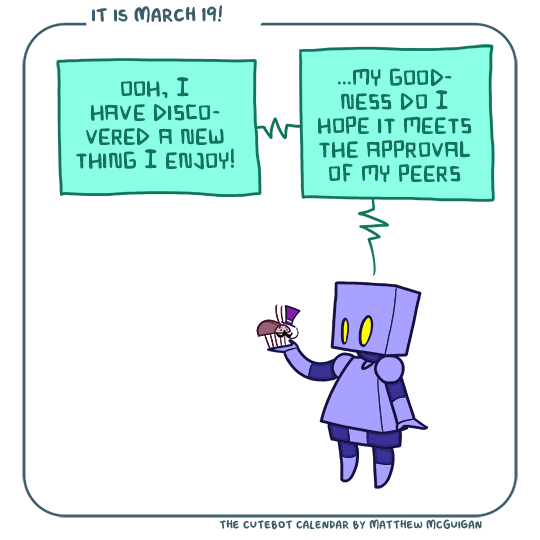 IT IS MARCH 19!
OOH, I
HAVE DISCO-
VERED A NEW
THING I ENJOY!
...MY GOOD-
NESS DO I
HOPE IT MEETS
THE APPROVAL
OF MY PEERS
THE CUTEBOT CALENDAR BY MATTHEW MCGUIGAN